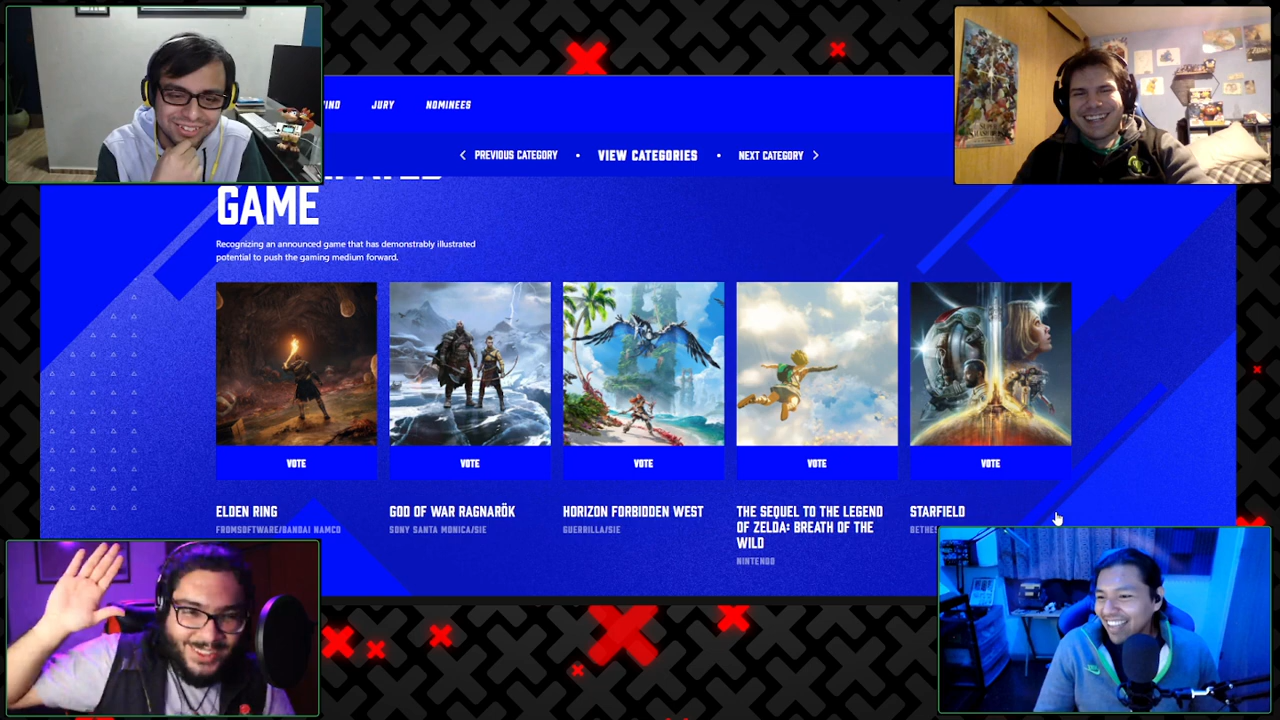 JURY
NOMINEES
PREVIOUS CATEGORY
VIEW CATEGORIES
NEXT CATEGORY
GAME
Recognizing an announced game that has demonstrably illustrated
potential to push the gaming medium forward.
VOTE
VOTE
VOTE
VOTE
VOTE
ELDEN RING
FROMSOFTWARE/BANDAI NAMCO
GOD OF WAR RAGNARÖK
SONY SANTA MONICA/SIE
HORIZON FORBIDDEN WEST
GUERRILLA/SIE
THE SEQUEL TO THE LEGEND
OF ZELDA: BREATH OF THE
WILD
NINTENDO
STARFIELD